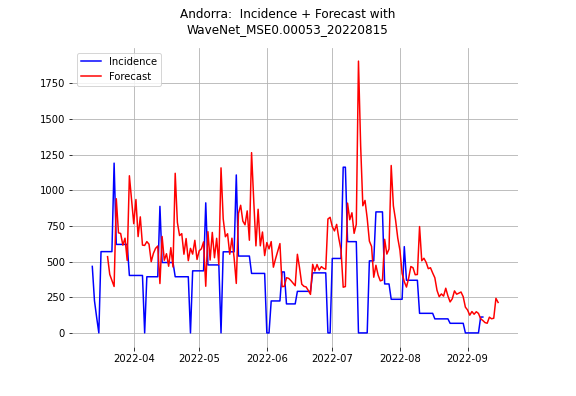 Andorra:  Incidence + Forecast with
WaveNet_MSE0.00053_20220815
Incidence
Forecast
1750
1500
1250
1000
750
500
250
0
2022-04 2022-05 2022-06 2022-07 2022-08 2022-09